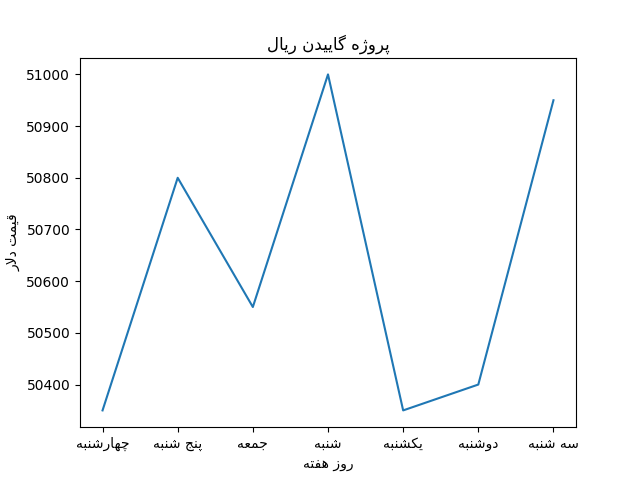 پروژه گاییدن ریال
قیمت دلار
51000
50900
50800
50700
50600
50500
50400
چهارشنبه
پنج شنبه
جمعه
شنبه
یکشنبه
دوشنبه
سه شنبه
روز هفته